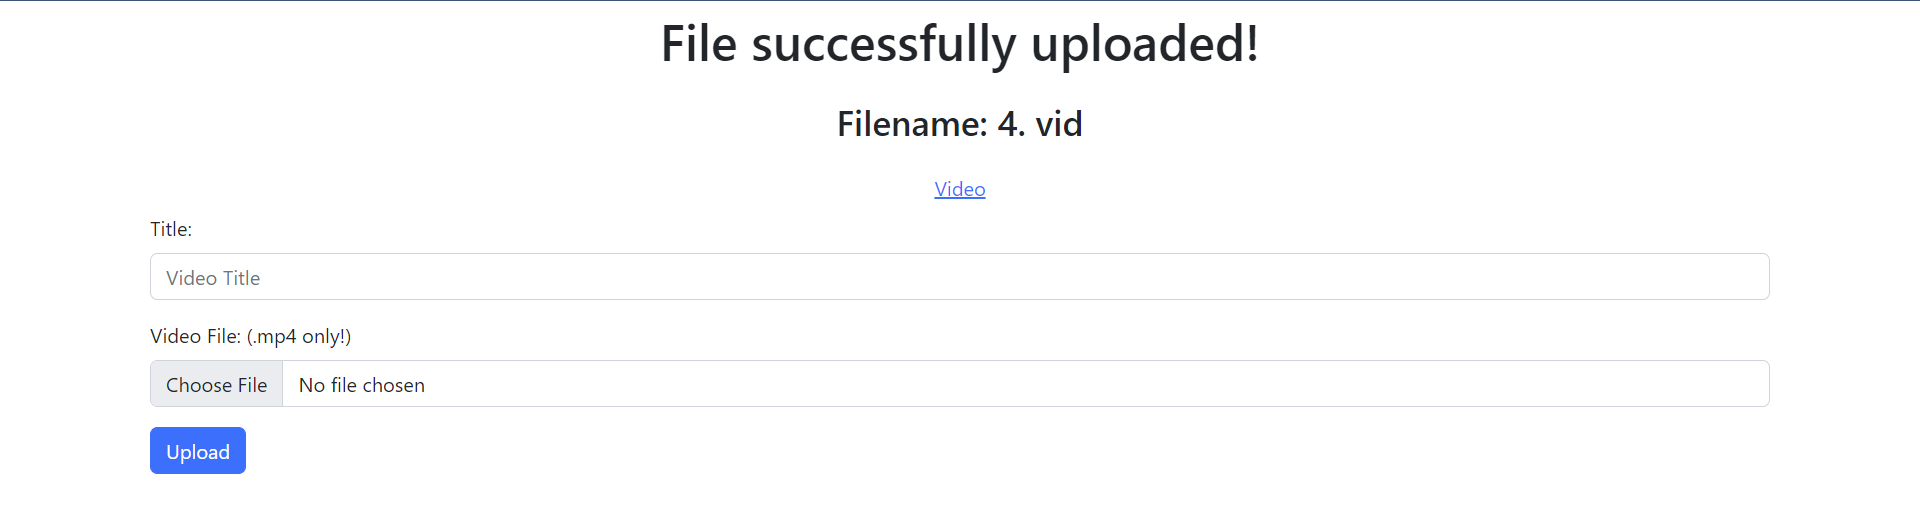 File successfully uploaded!
Filename: 4. vid
Video
Title:
Video Title
Video File: (.mp4 only!)
Choose File No file chosen
Upload